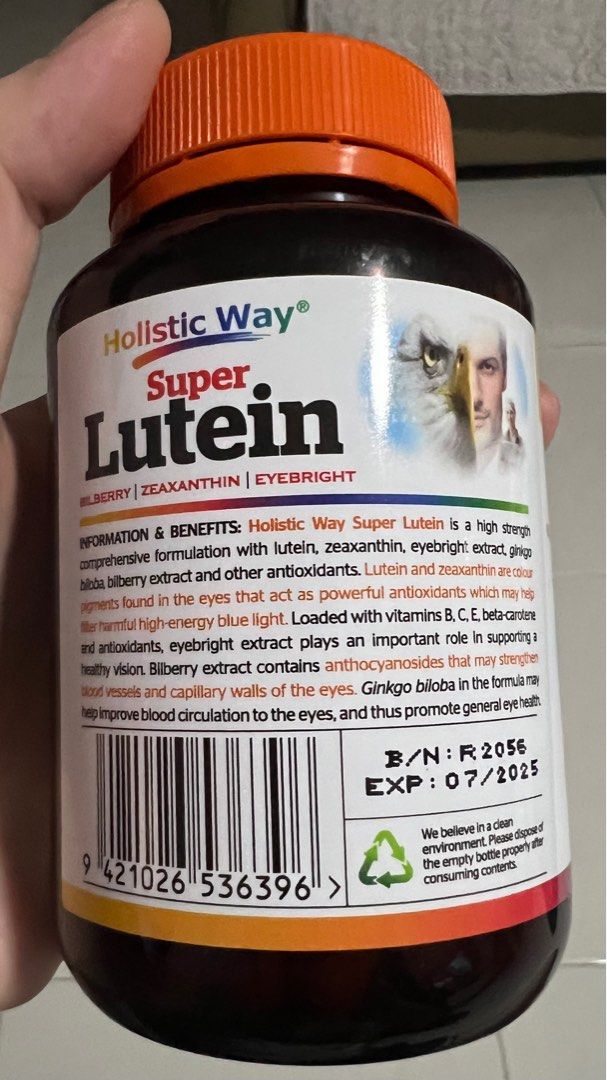 Holistic Way®
Super
Lutein
BILBERY | ZEAXANTHIN | EYEBRIGHT
INFORMATION & BENEFITS: Holistic Way Super Lutein is a high strength
comprehensive formulation with lutein, zeaxanthin, eyebright extract, ginkgo
biloba, bilberry extract and other antioxidants. Lutein and zeaxanthin are colour
pigments found in the eyes that act as powerful antioxidants which may help
filter harmful high-energy blue light. Loaded with vitamins B, C, E, beta-carotene
and antioxidants, eyebright extract plays an important role in supporting a
healthy vision. Bilberry extract contains anthocyanosides that may strengthen
blood vessels and capillary walls of the eyes. Ginkgo biloba in the formula may
help improve blood circulation to the eyes, and thus promote general eye health.
B/N: R2056
EXP: 07/2025
We believe in a clean
environment. Please dispose of
the empty bottle properly after
consuming contents.
9 421026 536396 >